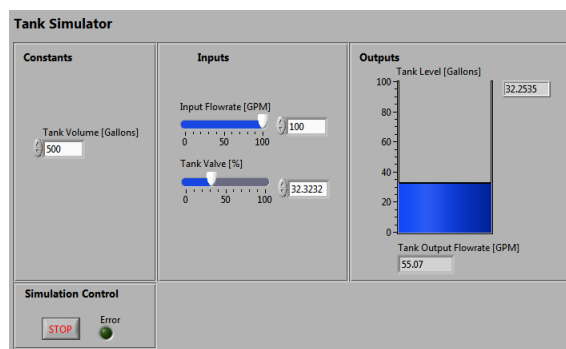 Tank Simulator
Constants
Tank Volume [Gallons]
500
Inputs
Input Flowrate [GPM]
100
0 50 100
Tank Valve [%]
32.3232
0 50 100
Outputs
Tank Level [Gallons]
32.2535
100
80
60
40
20
0
Tank Output Flowrate [GPM]
55.07
Simulation Control
STOP
Error